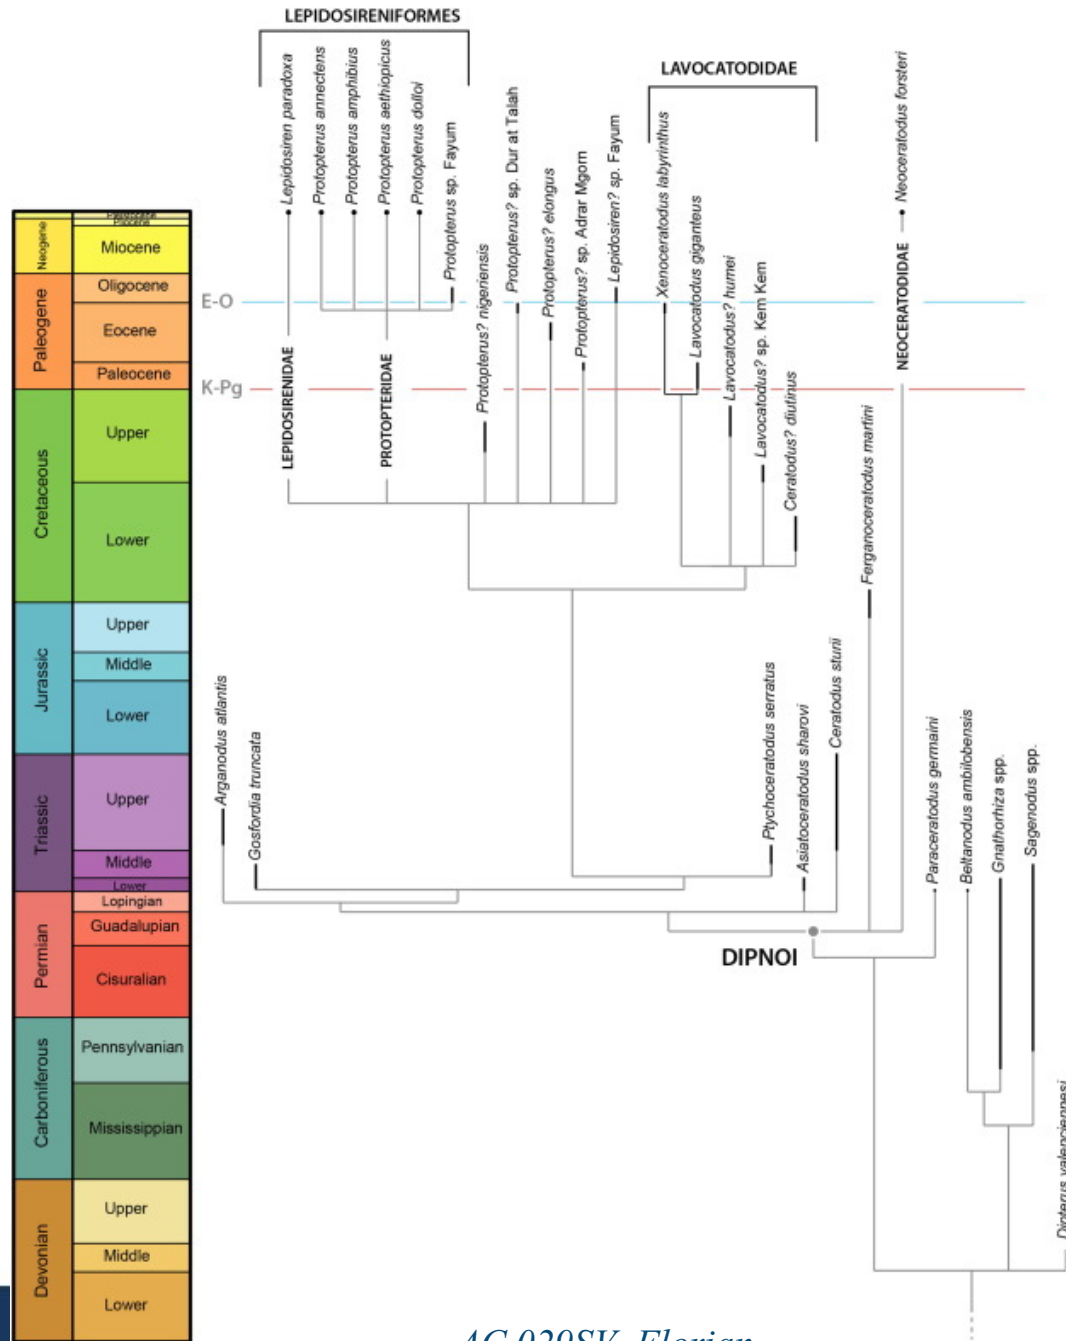 LEPIDOSIRENIFORMES
Lepidosiren paradoxa
Protopterus annectens
Protopterus amphibius
Protopterus aethiopicus
Protopterus dolloi
Protopterus sp. Fayum
Protopterus? nigeriensis
Protopterus? sp. Dur at Talah
Protopterus? elongus
Protopterus? sp. Adrar Mgorn
Lepidosiren? sp. Fayum
LAVOCATODIDAE
Xenoceratodus labyrinthus
Lavocatodus giganteus
Lavocatodus? humei
Lavocatodus? sp. Kem Kem
Ceratodus? diutinus
Neoceratodus forsteri
NEOCERATODIDAE
LEPIDOSIRENIDAE
PROTOPTERIDAE
E-O
K-Pg
Ferganoceratodus martini
Arganodus atlantis
Gosfordia truncata
Ptychoceratodus serratus
Asiatoceratodus sharovi
Ceratodus sturii
Paraceratodus germaini
Beltanodus ambilobensis
Gnathorhiza spp.
Sagenodus spp.
Dipterus valenciennesi
DIPNOI
Neogene
Pleistocene
Pliocene
Miocene
Paleogene
Oligocene
Eocene
Paleocene
Cretaceous
Upper
Lower
Jurassic
Upper
Middle
Lower
Triassic
Upper
Middle
Lower
Permian
Lopingian
Guadalupian
Cisuralian
Carboniferous
Pennsylvanian
Mississippian
Devonian
Upper
Middle
Lower